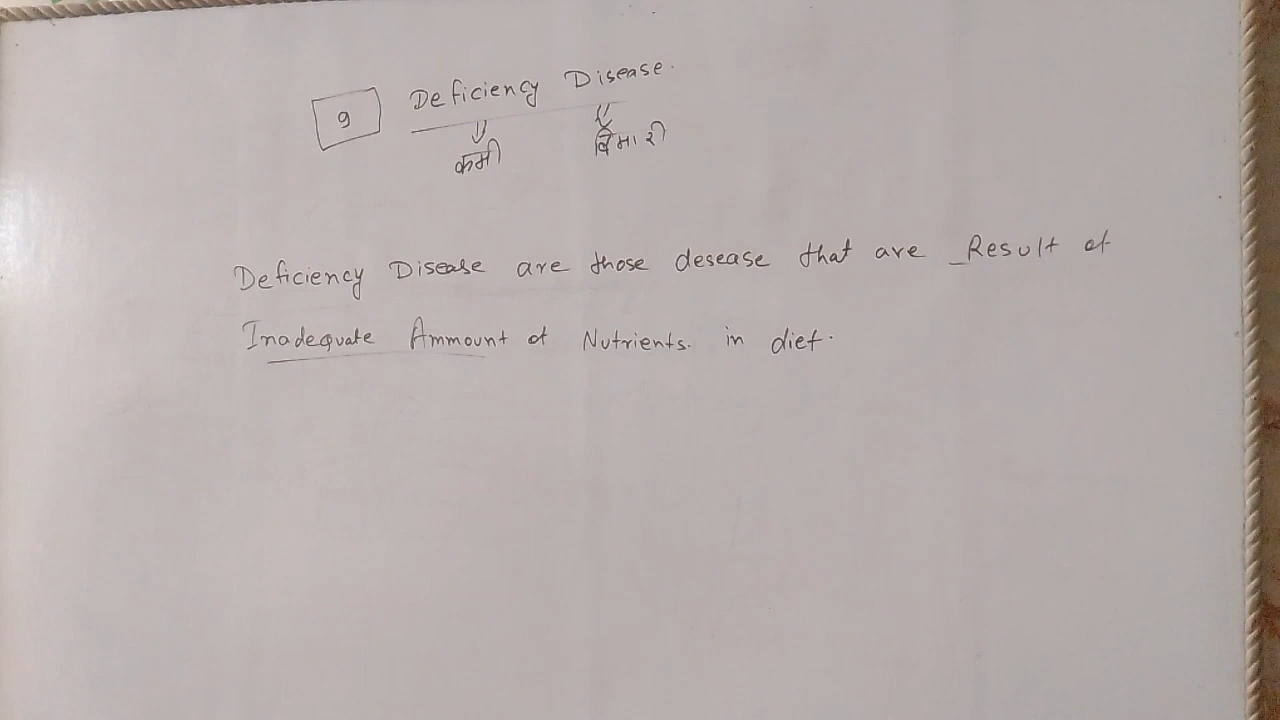 9 Deficiency Disease.
कमी बिमारी
Deficiency Disease are those desease that are Result of
Inadequate Ammount of Nutrients. in diet.